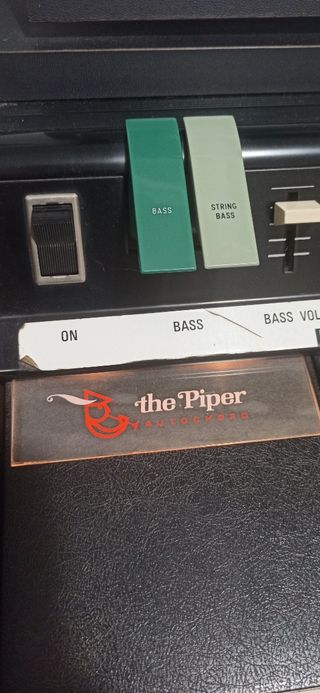 BASS
STRING
BASS
ON
BASS
BASS VOL
the Piper
AUTOCHORD